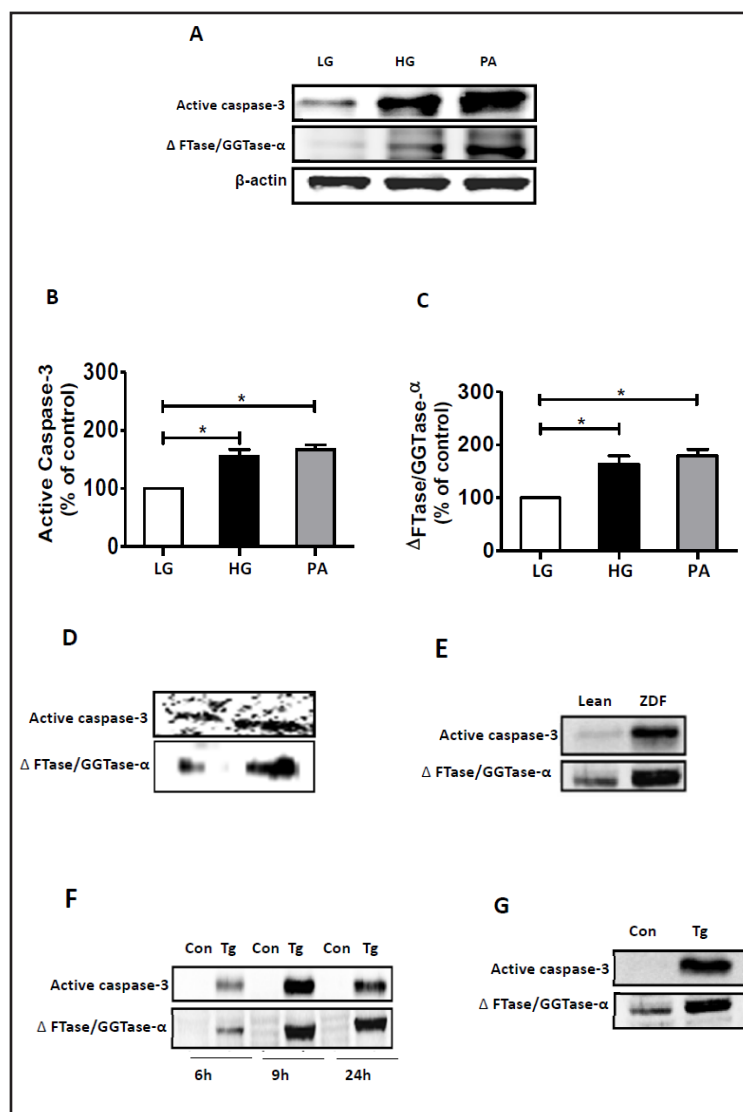 A
LG HG PA
Active caspase-3
Δ FTase/GGTase-α
β-actin
B
Active Caspase-3
(% of control)
300
200
100
0
*
*
LG HG PA
C
ΔFTase/GGTase-α
(% of control)
300
200
100
0
*
*
LG HG PA
D
Active caspase-3
Δ FTase/GGTase-α
E
Lean ZDF
Active caspase-3
Δ FTase/GGTase-α
F
Con Tg Con Tg Con Tg
Active caspase-3
Δ FTase/GGTase-α
6h 9h 24h
G
Con Tg
Active caspase-3
Δ FTase/GGTase-α